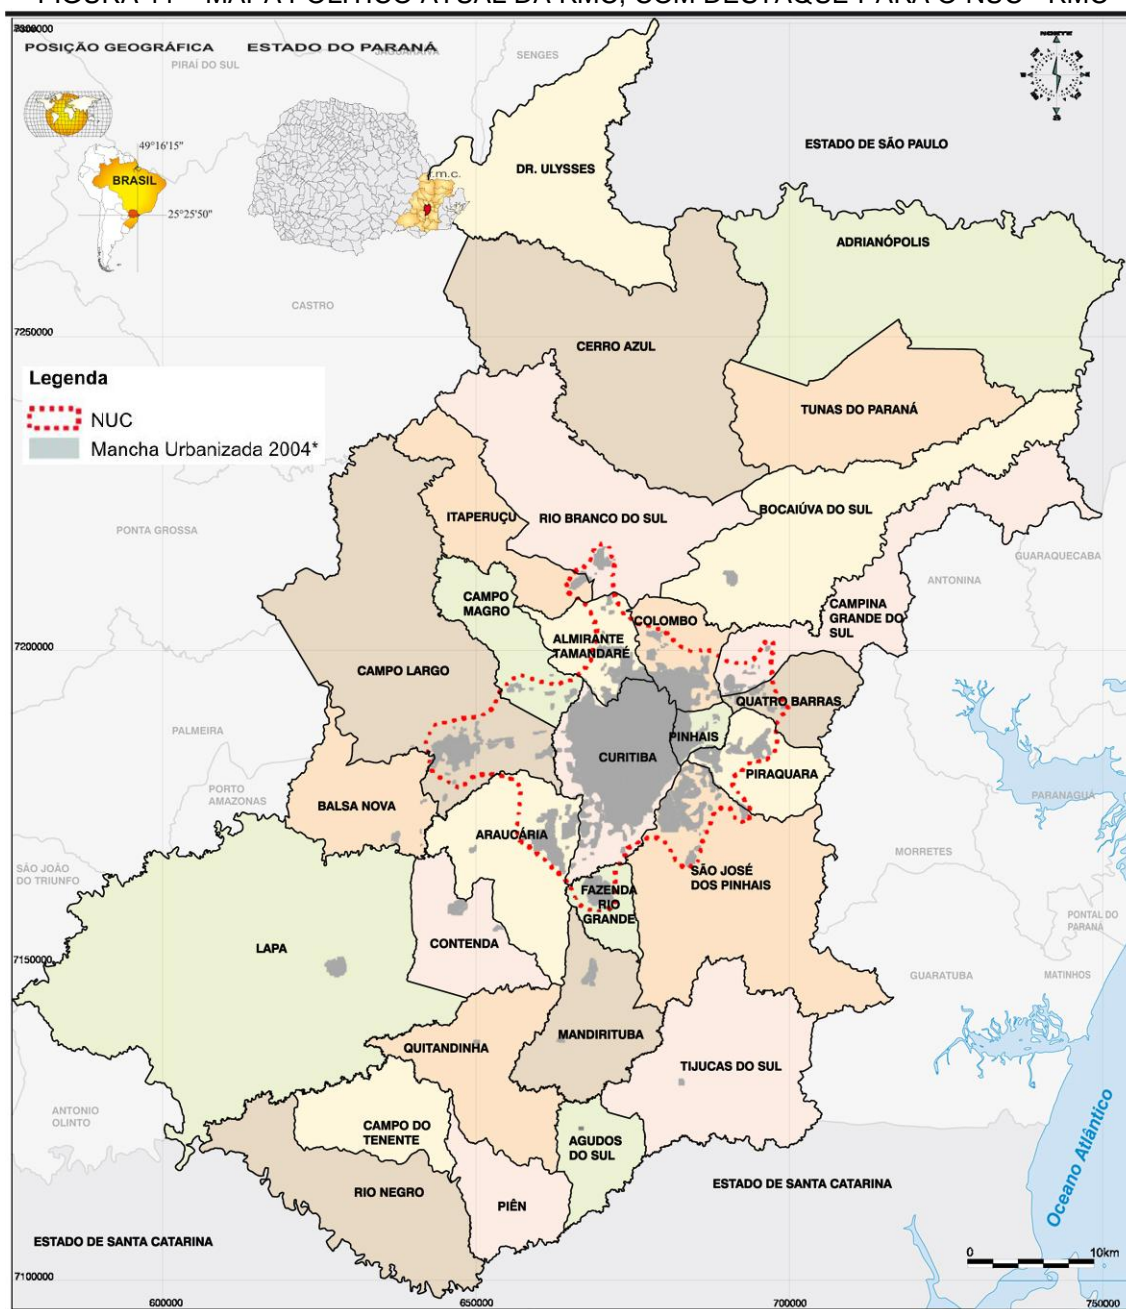 FIGURA 11 – MAPA POLÍTICO ATUAL DA RMC, COM DESTAQUE PARA O NUC - RMC
POSIÇÃO GEOGRÁFICA
ESTADO DO PARANÁ
JAGUARIAÍVA
PIRAÍ DO SUL
SENGES
NORTE
49°16'15"
BRASIL
25°25'50"
r.m.c.
DR. ULYSSES
ESTADO DE SÃO PAULO
ADRIANÓPOLIS
CASTRO
7250000
CERRO AZUL
Legenda
NUC
Mancha Urbanizada 2004*
TUNAS DO PARANÁ
PONTA GROSSA
ITAPERUÇU
RIO BRANCO DO SUL
BOCAIÚVA DO SUL
GUARAQUECABA
ANTONINA
CAMPO
MAGRO
COLOMBO
CAMPINA
GRANDE DO
SUL
ALMIRANTE
TAMANDARÉ
7200000
CAMPO LARGO
QUATRO BARRAS
PALMEIRA
PINHAIS
CURITIBA
PIRAQUARA
PORTO
AMAZONAS
BALSA NOVA
PARANAGUÁ
ARAUCÁRIA
MORRETES
SÃO JOÃO
DO TRIUNFO
SÃO JOSÉ
DOS PINHAIS
FAZENDA
RIO
GRANDE
PONTAL DO
PARANÁ
LAPA
CONTENDA
7150000
GUARATUBA
MATINHOS
MANDIRITUBA
QUITANDINHA
TIJUCAS DO SUL
ANTONIO
OLINTO
CAMPO DO
TENENTE
AGUDOS
DO SUL
Oceano Atlântico
RIO NEGRO
PIÊN
ESTADO DE SANTA CATARINA
ESTADO DE SANTA CATARINA
0
10km
7100000
600000
650000
700000
750000